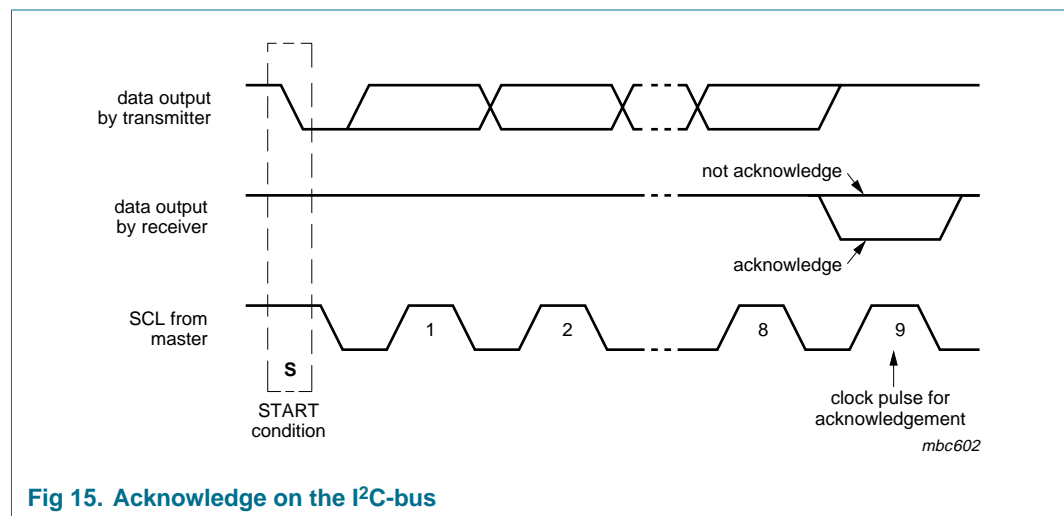 data output
by transmitter
not acknowledge
data output
by receiver
acknowledge
SCL from
master
1
2
8
9
S
START
condition
clock pulse for
acknowledgement
mbc602
Fig 15. Acknowledge on the I²C-bus